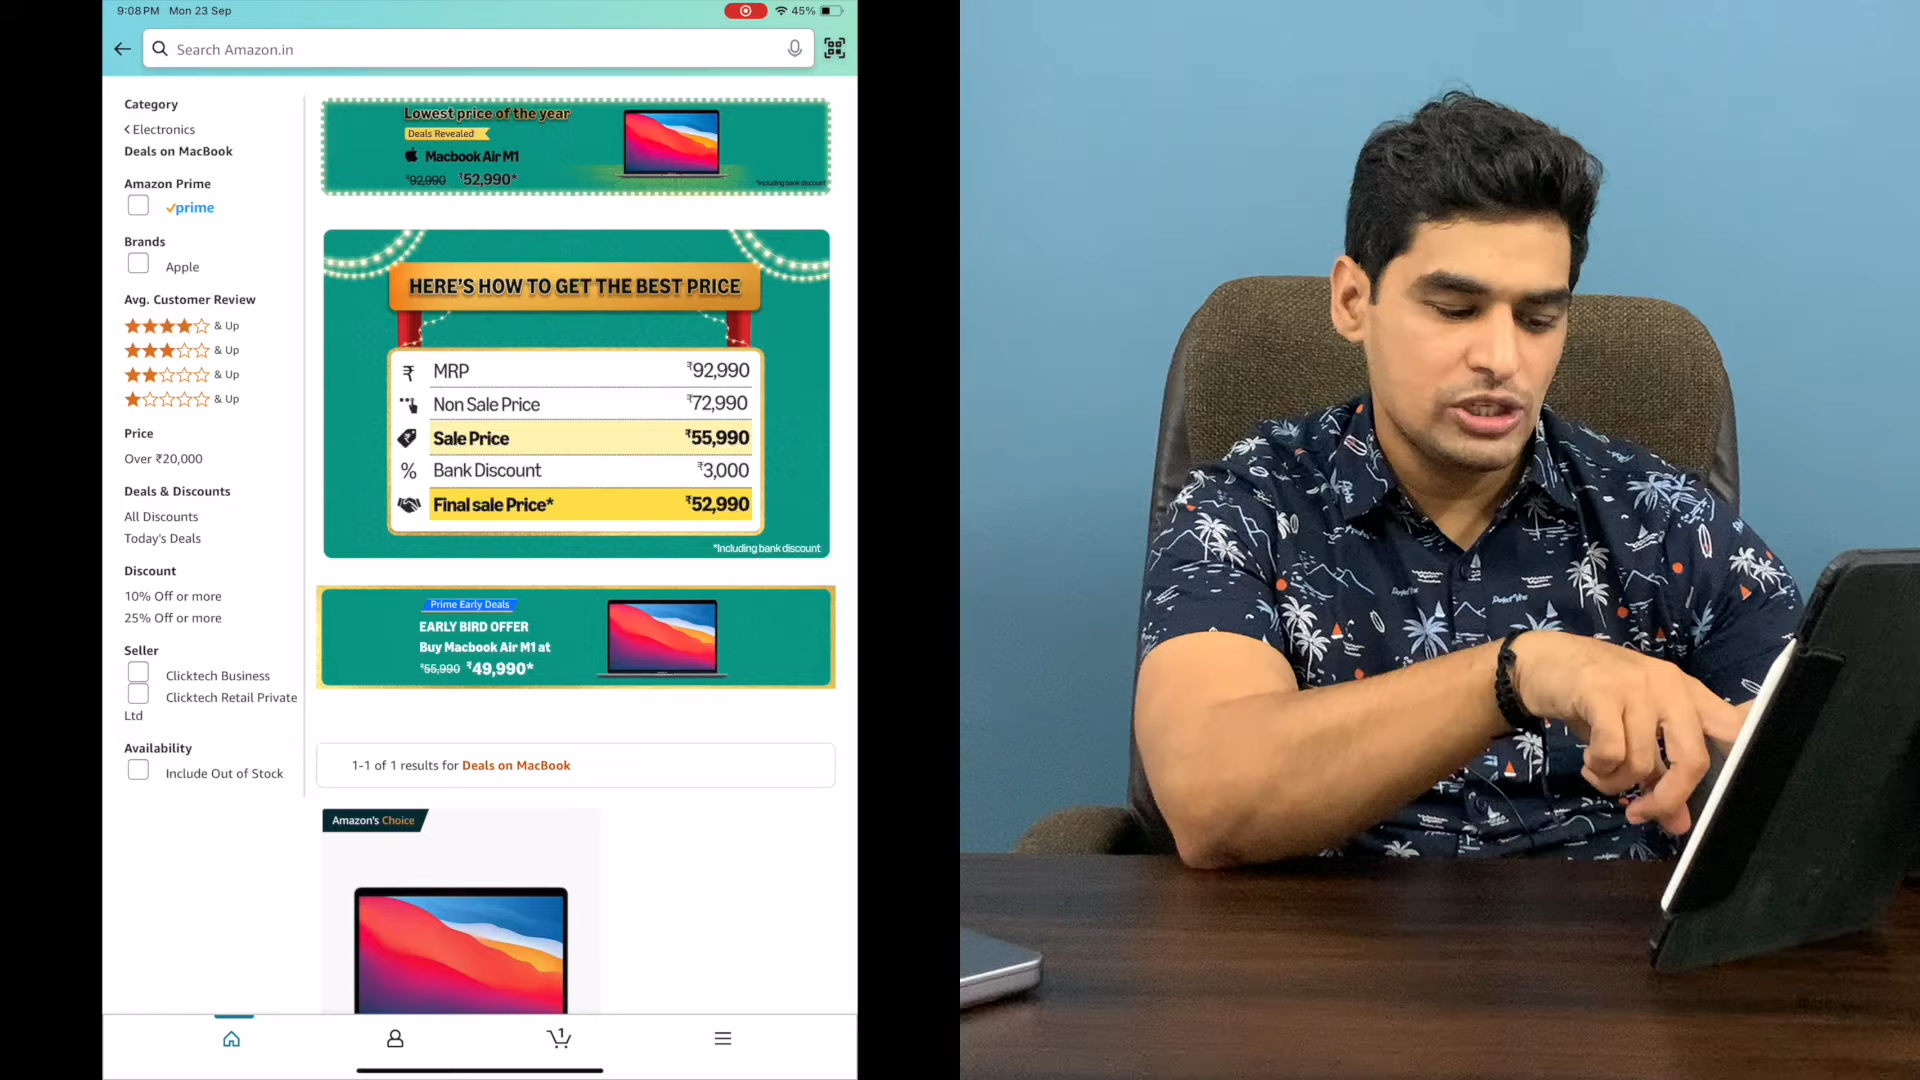 9:08 PM Mon 23 Sep
45%
Search Amazon.in
Category
Electronics
Deals on MacBook
Amazon Prime
prime
Brands
Apple
Avg. Customer Review
& Up
& Up
& Up
& Up
Price
Over ₹20,000
Deals & Discounts
All Discounts
Today's Deals
Discount
10% Off or more
25% Off or more
Seller
Clicktech Business
Clicktech Retail Private
Ltd
Availability
Include Out of Stock
Lowest price of the year
Deals Revealed
Macbook Air M1
₹92,990 ₹52,990*
*Including bank discount
HERE'S HOW TO GET THE BEST PRICE
₹ MRP ₹92,990
Non Sale Price ₹72,990
Sale Price ₹55,990
% Bank Discount ₹3,000
Final sale Price* ₹52,990
*Including bank discount
Prime Early Deals
EARLY BIRD OFFER
Buy Macbook Air M1 at
₹55,990 ₹49,990*
1-1 of 1 results for Deals on MacBook
Amazon's Choice
1